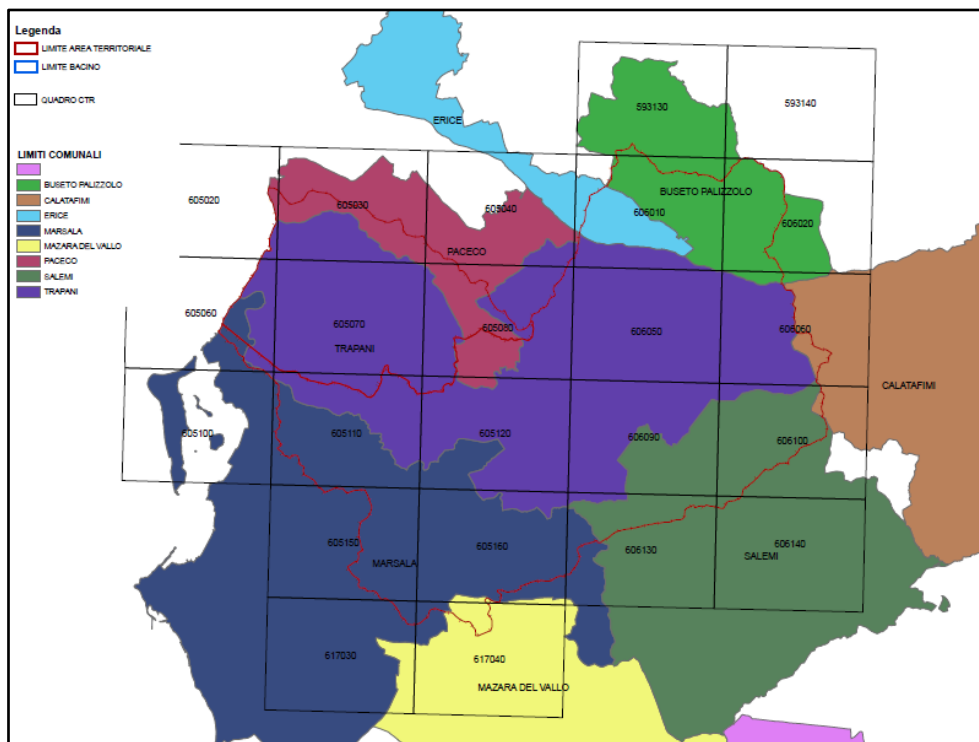 Legenda
LIMITE AREA TERRITORIALE
LIMITE BACINO
QUADRO CTR
LIMITI COMUNALI
BUSETO PALIZZOLO
CALATAFIMI
ERICE
MARSALA
MAZARA DEL VALLO
PACECO
SALEMI
TRAPANI
593130
593140
ERICE
BUSETO PALIZZOLO
605020
605030
605040
606010
606020
PACECO
605060
605070
605080
606050
606060
TRAPANI
CALATAFIMI
605100
605110
605120
606090
606100
605150
605160
606130
606140
MARSALA
SALEMI
617030
617040
MAZARA DEL VALLO